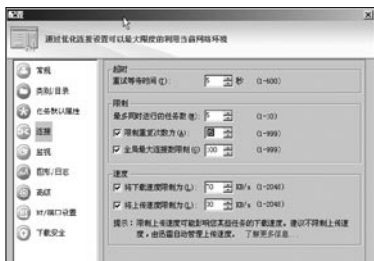 配置
通过优化连接设置可以最大限度的利用当前网络环境
常规
类别/目录
任务默认属性
连接
监视
图形/日志
高级
BT/端口设置
下载安全
超时
重试等待时间(T): 5 秒 (1-600)
限制
最多同时进行的任务数(M): 5 (1-30)
限制重复次数为(A): (1-999)
全局最大连接数限制(G) 100 (1-999)
速度
将下载速度限制为(L): 70 KB/s (1-2048)
将上传速度限制为(L): 30 KB/s (1-2048)
提示：限制上传速度可能影响您某些任务的下载速度。建议不限制上传速
度，由迅雷自动管理上传速度。 了解更多信息...